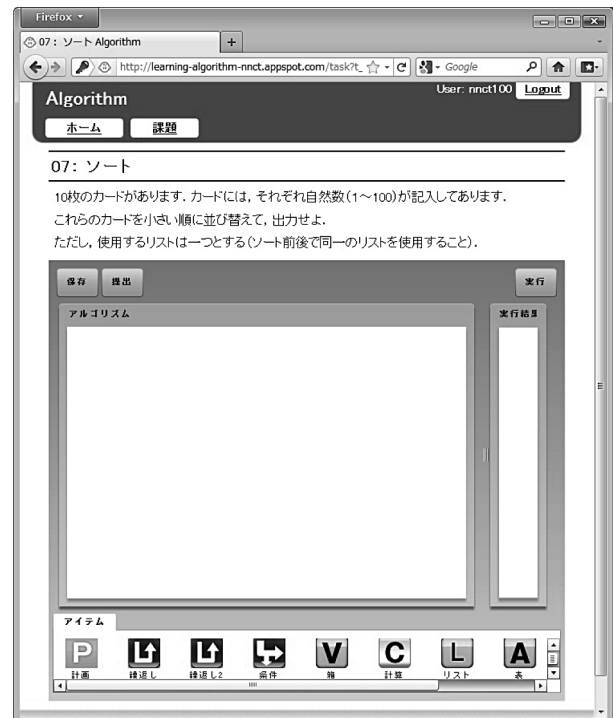 Firefox
07: ソート Algorithm
+
http://learning-algorithm-nnct.appspot.com/task?t_
Google
Algorithm
User: nnct100 Logout
ホーム 課題
07: ソート
10枚のカードがあります. カードには, それぞれ自然数(1～100)が記入してあります.
これらのカードを小さい順に並び替えて, 出力せよ.
ただし, 使用するリストは一つとする(ソート前後で同一のリストを使用すること).
保存 提出 実行
アルゴリズム 実行結果
アイテム
P V C L A
計画 繰返し 繰返し2 条件 箱 計算 リスト 表